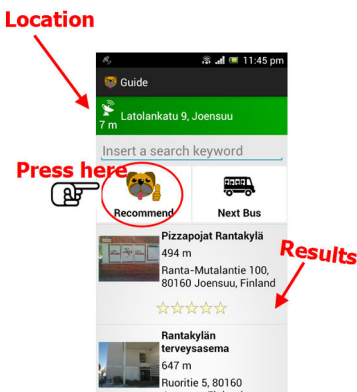 Location
11:45 pm
Guide
7 m
Latolankatu 9, Joensuu
Insert a search keyword
Press here
Recommend
Next Bus
Pizzapojat Rantakylä
494 m
Ranta-Mutalantie 100,
80160 Joensuu, Finland
Results
Rantakylän
terveysasema
647 m
Ruoritie 5, 80160